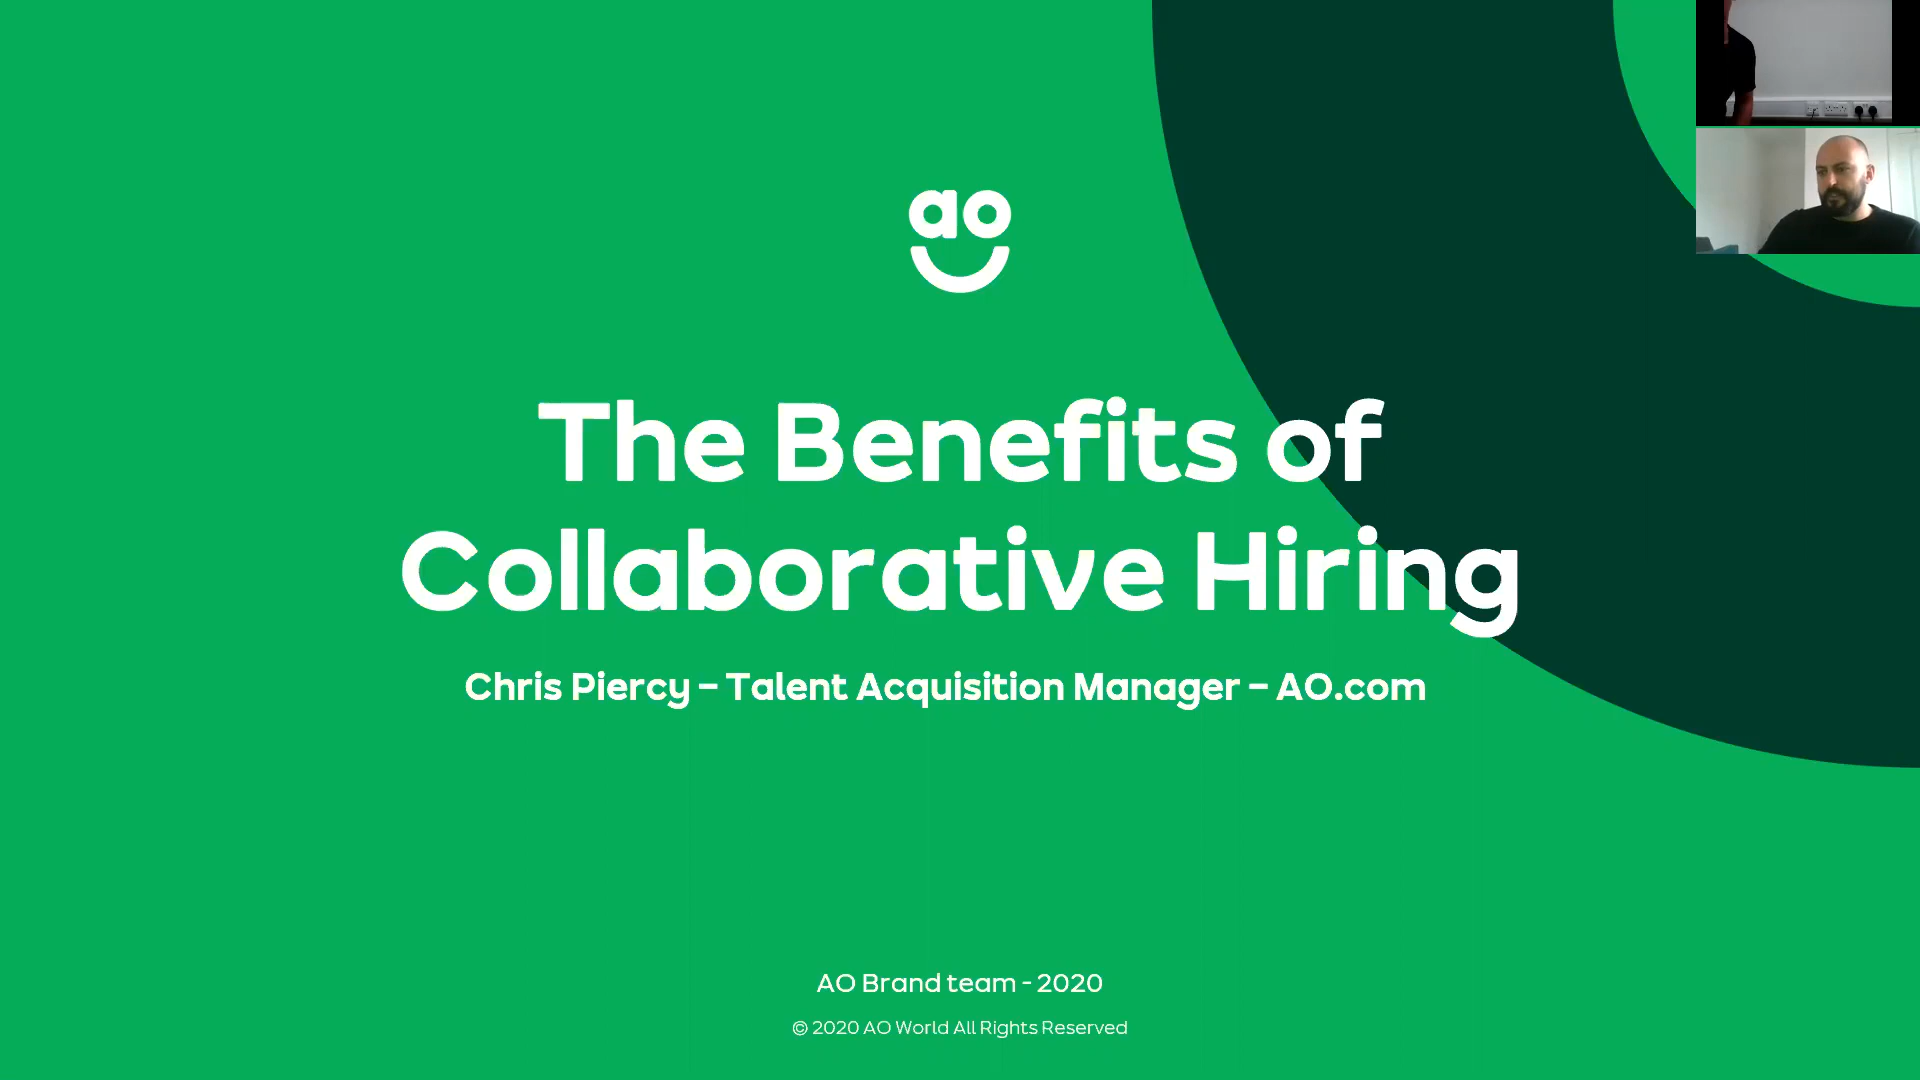 ao
The Benefits of
Collaborative Hiring
Chris Piercy – Talent Acquisition Manager – AO.com
AO Brand team - 2020
© 2020 AO World All Rights Reserved